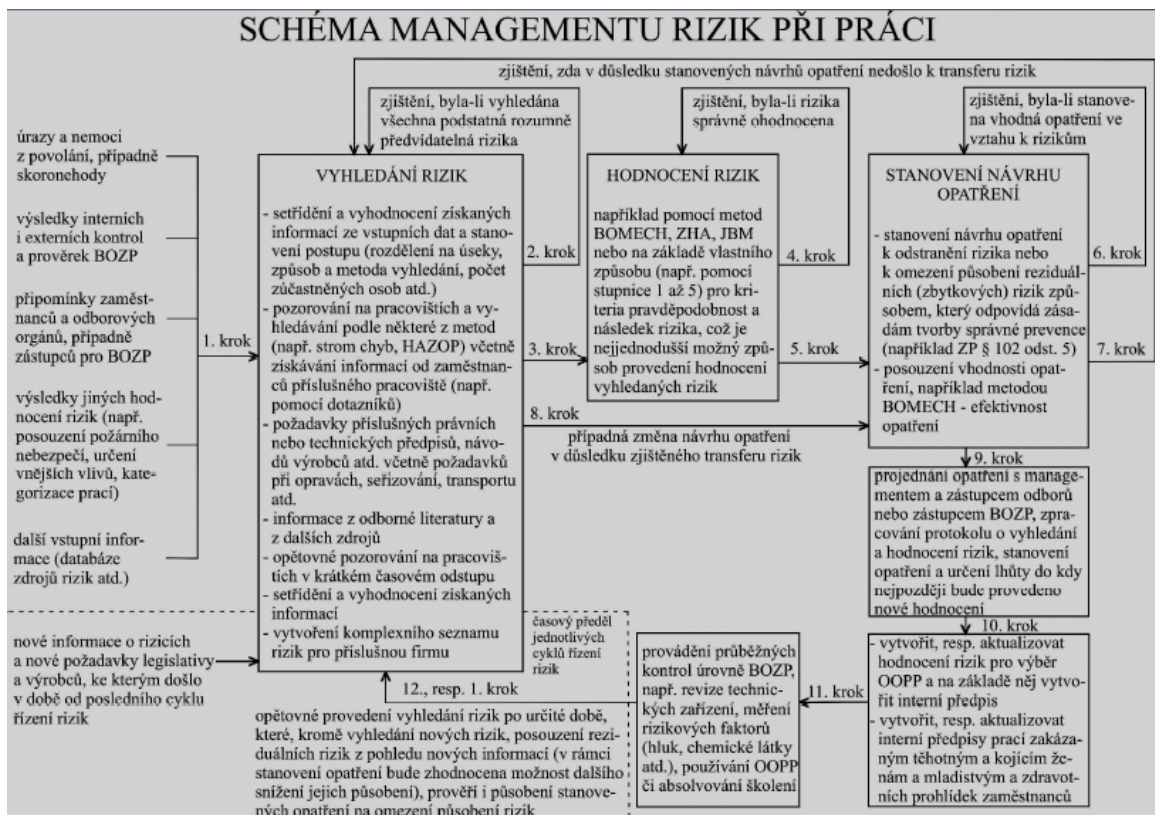 SCHÉMA MANAGEMENTU RIZIK PŘI PRÁCI
zjištění, zda v důsledku stanovených návrhů opatření nedošlo k transferu rizik
úrazy a nemoci
z povolání, případně
skoronehody
výsledky interních
i externích kontrol
a prověrek BOZP
připomínky zaměst-
nanců a odborových
orgánů, případně
zástupců pro BOZP
výsledky jiných hod-
nocení rizik (např.
posouzení požárního
nebezpečí, určení
vnějších vlivů, kate-
gorizace prací)
další vstupní infor-
mace (databáze
zdrojů rizik atd.)
1. krok
zjištění, byla-li vyhledána
všechna podstatná rozumně
předvídatelná rizika
VYHLEDÁNÍ RIZIK
- setřídění a vyhodnocení získaných
informací ze vstupních dat a stano-
vení postupu (rozdělení na úseky,
způsob a metoda vyhledání, počet
zúčastněných osob atd.)
- pozorování na pracovištích a vy-
hledávání podle některé z metod
(např. strom chyb, HAZOP) včetně
získávání informací od zaměstnan-
ců příslušného pracoviště (např.
pomocí dotazníků)
- požadavky příslušných právních
nebo technických předpisů, návo-
dů výrobců atd. včetně požadavků
při opravách, seřizování, transportu
atd.
- informace z odborné literatury a
z dalších zdrojů
- opětovné pozorování na pracoviš-
tích v krátkém časovém odstupu
- setřídění a vyhodnocení získaných
informací
- vytvoření komplexního seznamu
rizik pro příslušnou firmu
2. krok
3. krok
zjištění, byla-li rizika
správně ohodnocena
HODNOCENÍ RIZIK
například pomocí metod
BOMECH, ZHA, JBM
nebo na základě vlastního
způsobu (např. pomocí
stupnice 1 až 5) pro kri-
teria pravděpodobnost a
následek rizika, což je
nejjednodušší možný způ-
sob provedení hodnocení
vyhledaných rizik
4. krok
5. krok
8. krok
případná změna návrhu opatření
v důsledku zjištěného transferu rizik
zjištění, byla-li stanove-
na vhodná opatření ve
vztahu k rizikům
STANOVENÍ NÁVRHU
OPATŘENÍ
- stanovení návrhu opatření
k odstranění rizika nebo
k omezení působení reziduál-
ních (zbytkových) rizik způ-
sobem, který odpovídá zása-
dám tvorby správné prevence
(například ZP § 102 odst. 5)
- posouzení vhodnosti opat-
ření, například metodou
BOMECH - efektivnost
opatření
6. krok
7. krok
9. krok
projednání opatření s manage-
mentem a zástupcem odborů
nebo zástupcem BOZP, zpra-
cování protokolu o vyhledání
a hodnocení rizik, stanovení
opatření a určení lhůty do kdy
nejpozději bude provedeno
nové hodnocení
10. krok
- vytvořit, resp. aktualizovat
hodnocení rizik pro výběr
OOPP a na základě něj vytvo-
řit interní předpis
- vytvořit, resp. aktualizovat
interní předpisy prací zakáza-
ným těhotným a kojícím že-
nám a mladistvým a zdravot-
ních prohlídek zaměstnanců
11. krok
provádění průběžných
kontrol úrovně BOZP,
např. revize technic-
kých zařízení, měření
rizikových faktorů
(hluk, chemické látky
atd.), používání OOPP
či absolvování školení
časový předěl
jednotlivých
cyklů řízení
rizik
12., resp. 1. krok
nové informace o rizicích
a nové požadavky legislativy
a výrobců, ke kterým došlo
v době od posledního cyklu
řízení rizik
opětovné provedení vyhledání rizik po určité době,
které, kromě vyhledání nových rizik, posouzení rezi-
duálních rizik z pohledu nových informací (v rámci
stanovení opatření bude zhodnocena možnost dalšího
snížení jejich působení), prověří i působení stanove-
ných opatření na omezení působení rizik